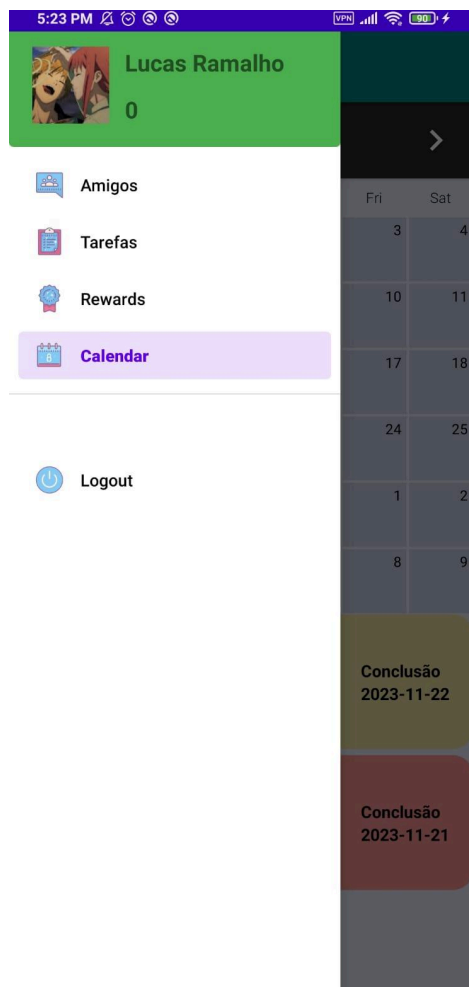 5:23 PM VPN 90
Lucas Ramalho
0
Amigos
Tarefas
Rewards
8
Calendar
Logout
Fri Sat
3 4
10 11
17 18
24 25
1 2
8 9
Conclusão
2023-11-22
Conclusão
2023-11-21